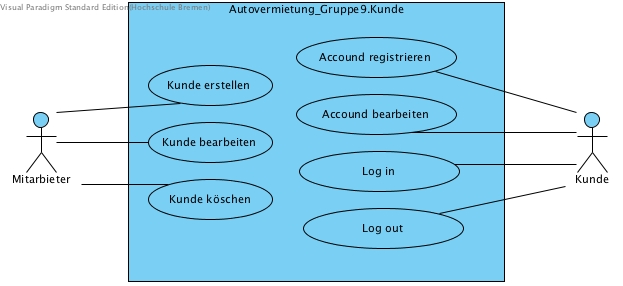 Visual Paradigm Standard Edition(Hochschule Bremen)
Autovermietung_Gruppe9.Kunde
Accound registrieren
Kunde erstellen
Accound bearbeiten
Kunde bearbeiten
Log in
Mitarbieter
Kunde
Kunde köschen
Log out